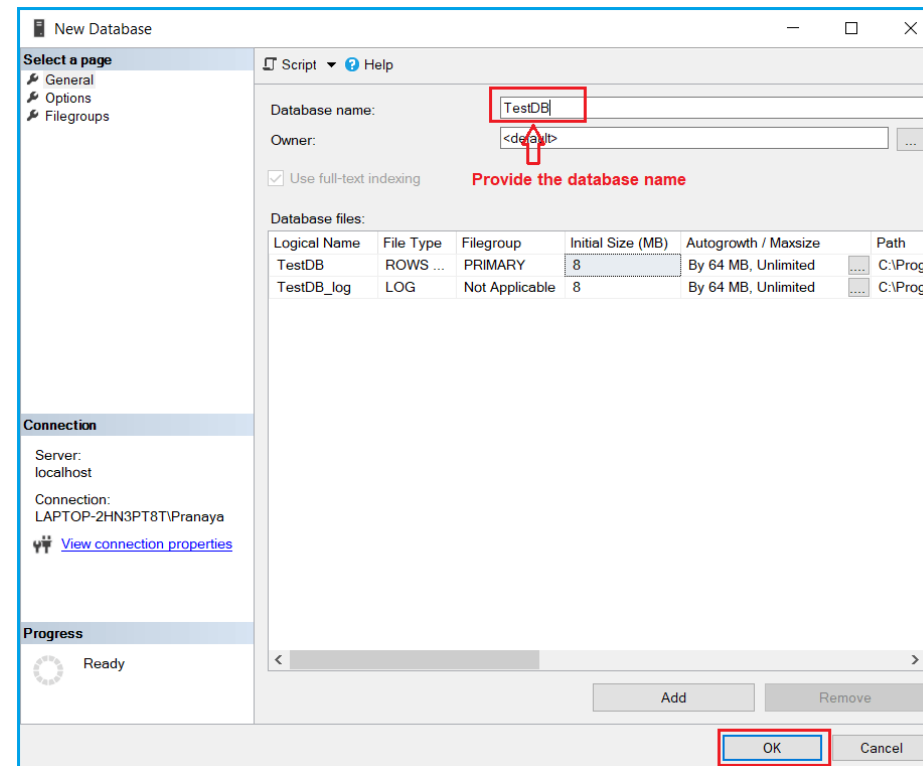 New Database
Select a page
General
Options
Filegroups
Script Help
Database name: TestDB
Owner: <default> ...
Use full-text indexing
Provide the database name
Database files:
Logical Name File Type Filegroup Initial Size (MB) Autogrowth / Maxsize Path
TestDB ROWS ... PRIMARY 8 By 64 MB, Unlimited .... C:\Prog
TestDB_log LOG Not Applicable 8 By 64 MB, Unlimited .... C:\Prog
Connection
Server:
localhost
Connection:
LAPTOP-2HN3PT8T\Pranaya
View connection properties
Progress
Ready
Add Remove
OK Cancel